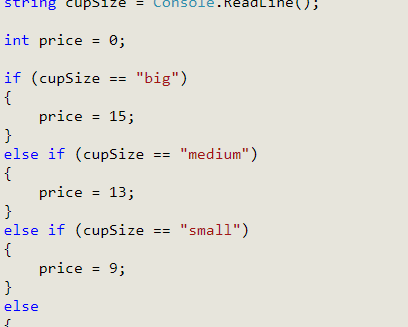 string cupSize = Console.ReadLine();
int price = 0;
if (cupSize == "big")
{
    price = 15;
}
else if (cupSize == "medium")
{
    price = 13;
}
else if (cupSize == "small")
{
    price = 9;
}
else
{